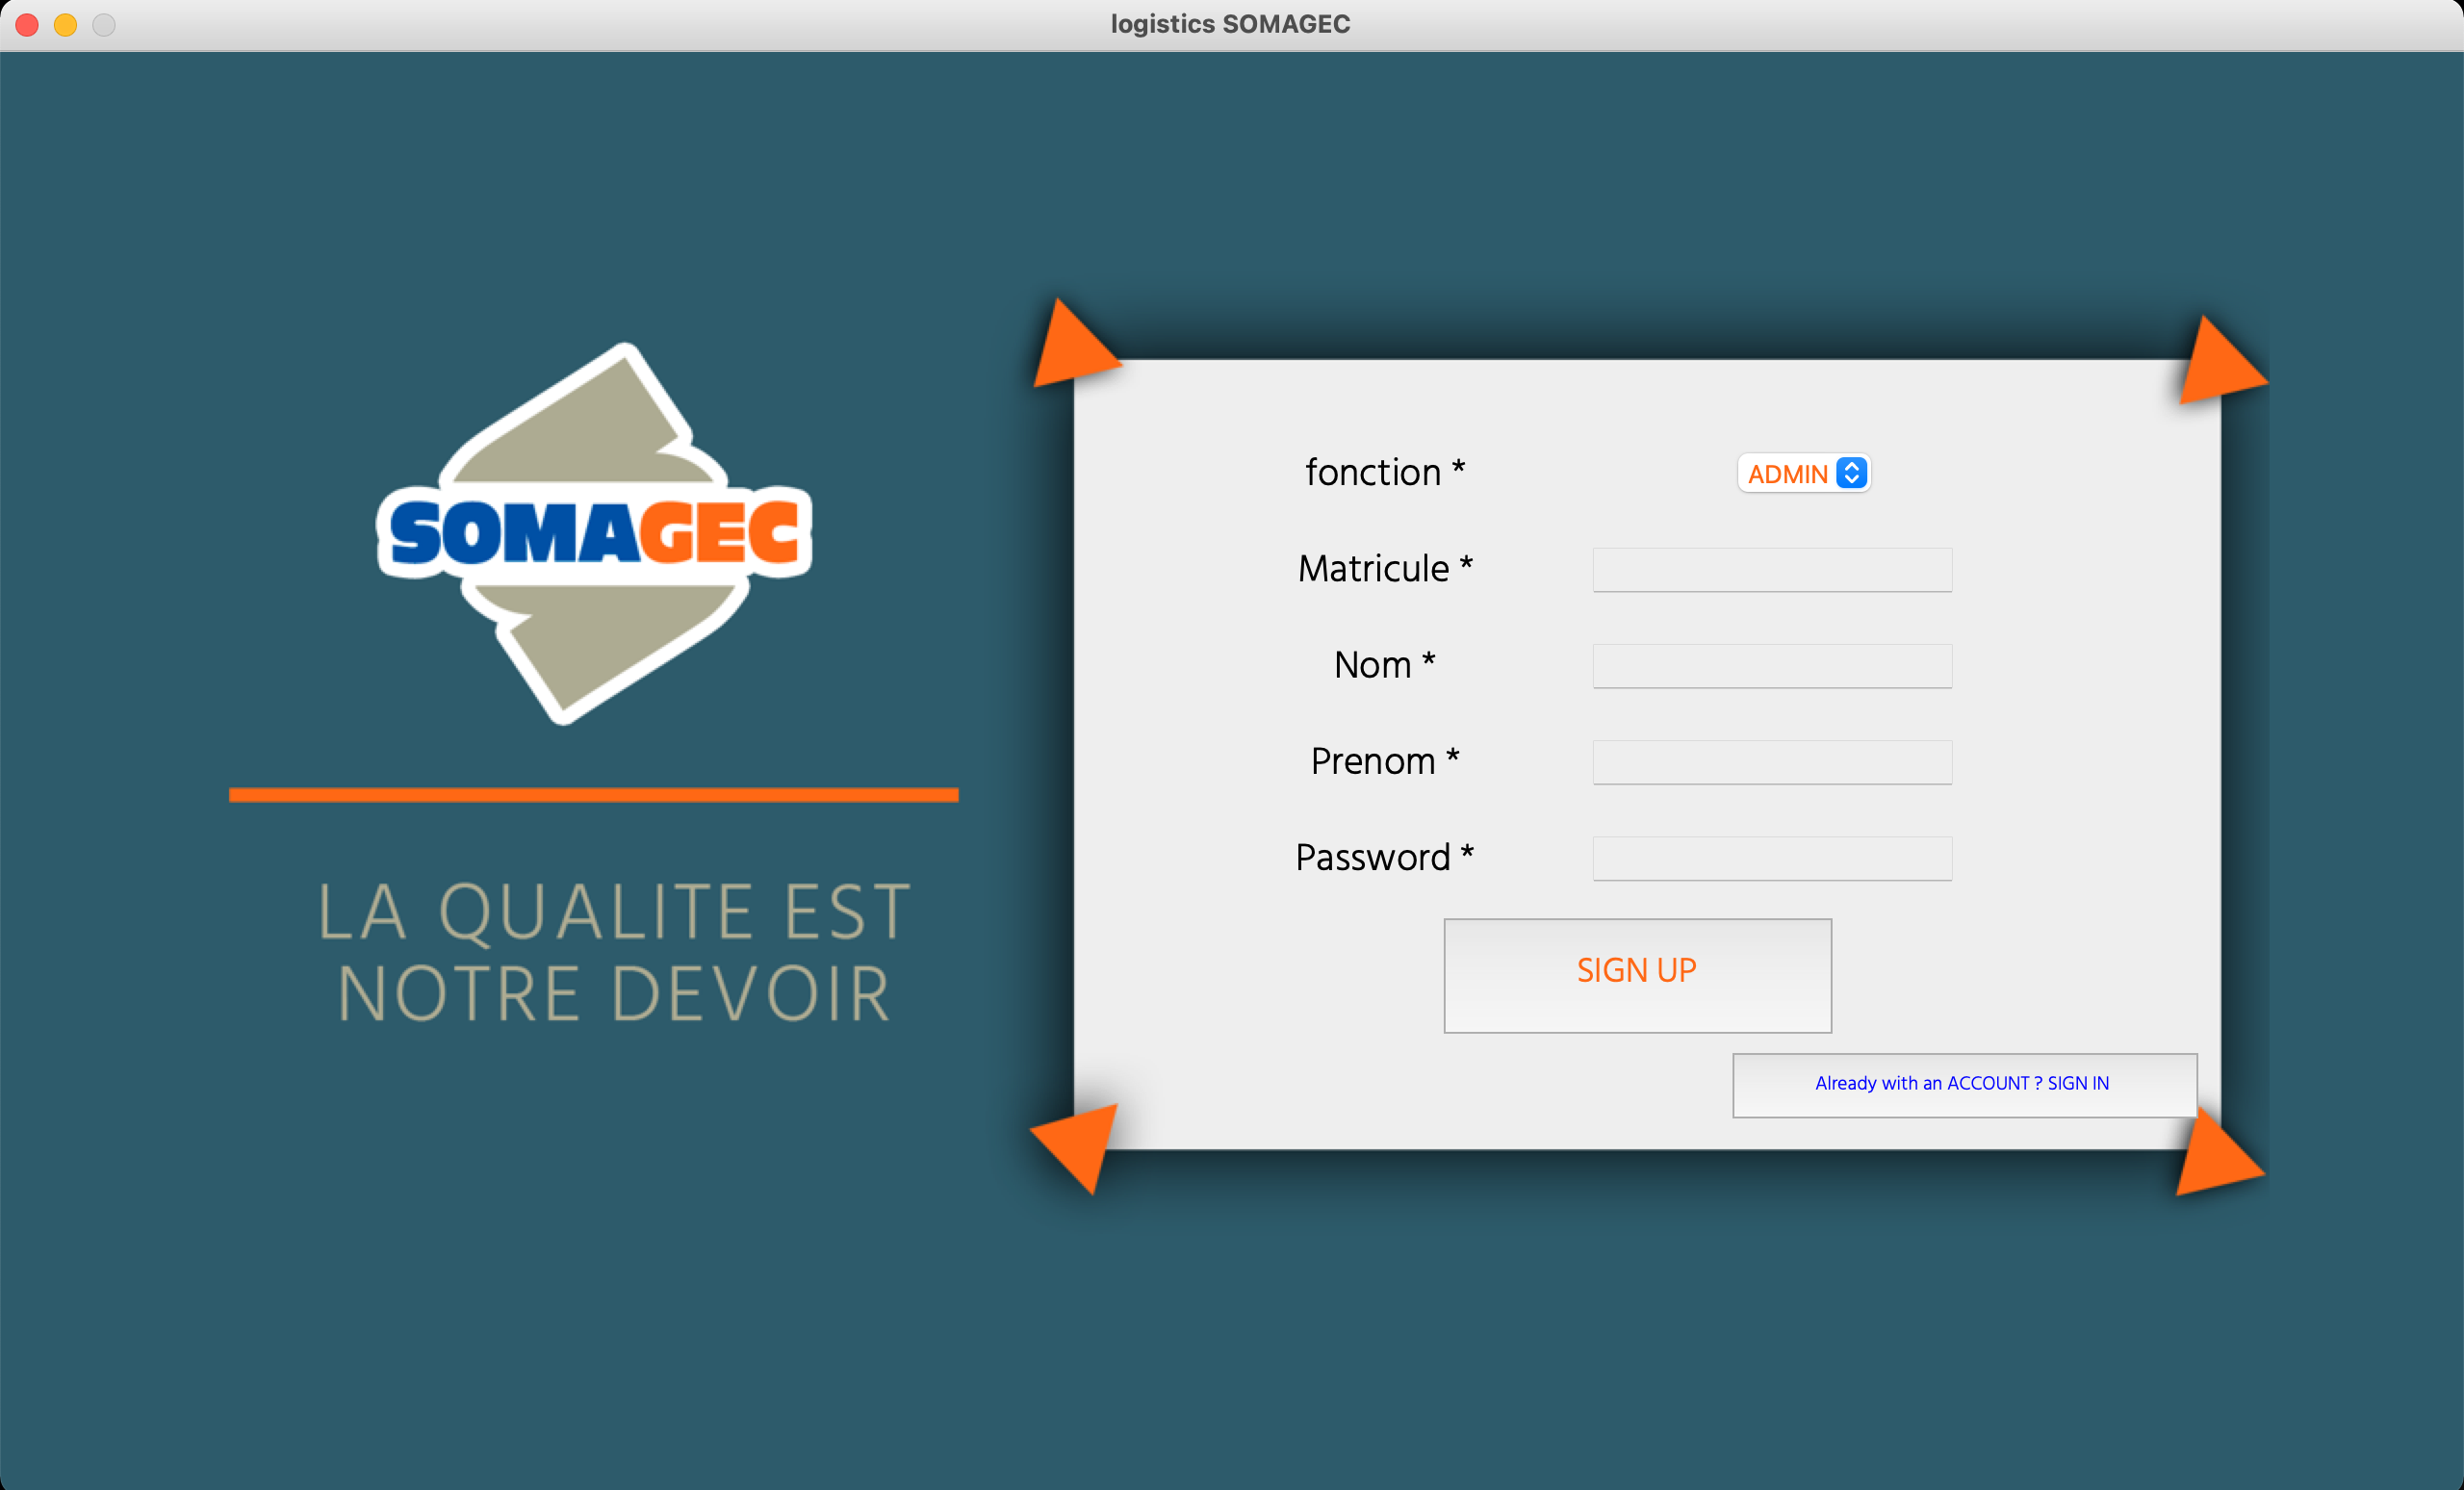 logistics SOMAGEC
SOMAGEC
LA QUALITE EST
NOTRE DEVOIR
fonction *
ADMIN
Matricule *
Nom *
Prenom *
Password *
SIGN UP
Already with an ACCOUNT ? SIGN IN